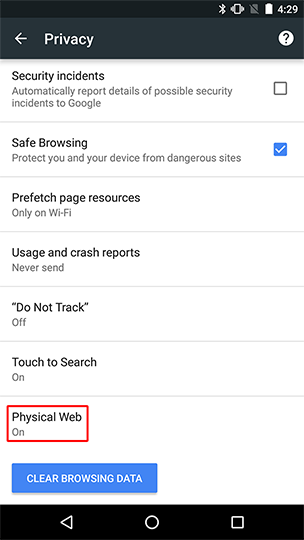 4:29
Privacy
Security incidents
Automatically report details of possible security
incidents to Google
Safe Browsing
Protect you and your device from dangerous sites
Prefetch page resources
Only on Wi-Fi
Usage and crash reports
Never send
“Do Not Track”
Off
Touch to Search
On
Physical Web
On
CLEAR BROWSING DATA